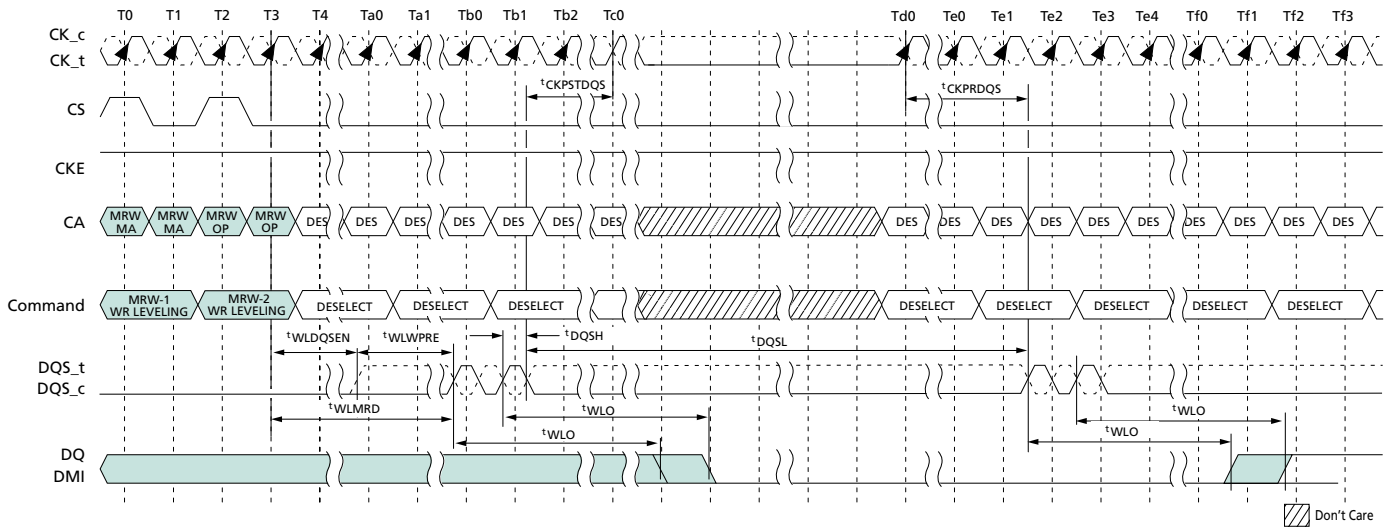 T0 T1 T2 T3 T4 Ta0 Ta1 Tb0 Tb1 Tb2 Tc0 Td0 Te0 Te1 Te2 Te3 Te4 Tf0 Tf1 Tf2 Tf3
CK_c
CK_t
tCKPSTDQS tCKPRDQS
CS
CKE
CA MRW MA MRW MA MRW OP MRW OP DES DES DES DES DES DES DES DES DES DES DES DES DES DES DES DES DES
Command MRW-1 WR LEVELING MRW-2 WR LEVELING DESELECT DESELECT DESELECT DESELECT DESELECT DESELECT DESELECT DESELECT
tWLDQSEN tWLWPRE tDQSH tDQSL
DQS_t
DQS_c
tWLMRD tWLO tWLO
tWLO tWLO
DQ
DMI
Don't Care